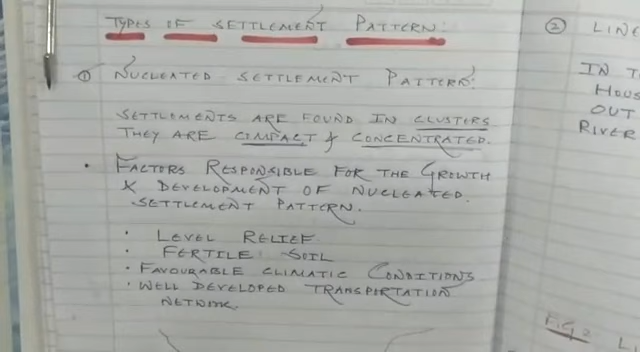 TYPES OF SETTLEMENT PATTERN:
① NUCLEATED SETTLEMENT PATTERN:
SETTLEMENTS ARE FOUND IN CLUSTERS
THEY ARE COMPACT & CONCENTRATED.
• FACTORS RESPONSIBLE FOR THE GROWTH
& DEVELOPMENT OF NUCLEATED
SETTLEMENT PATTERN.
• LEVEL RELIEF
• FERTILE SOIL
• FAVOURABLE CLIMATIC CONDITIONS
• WELL DEVELOPED TRANSPORTATION
NETWORK.
② LINE
IN T
HOUS
OUT
RIVER
FIG 2
LI